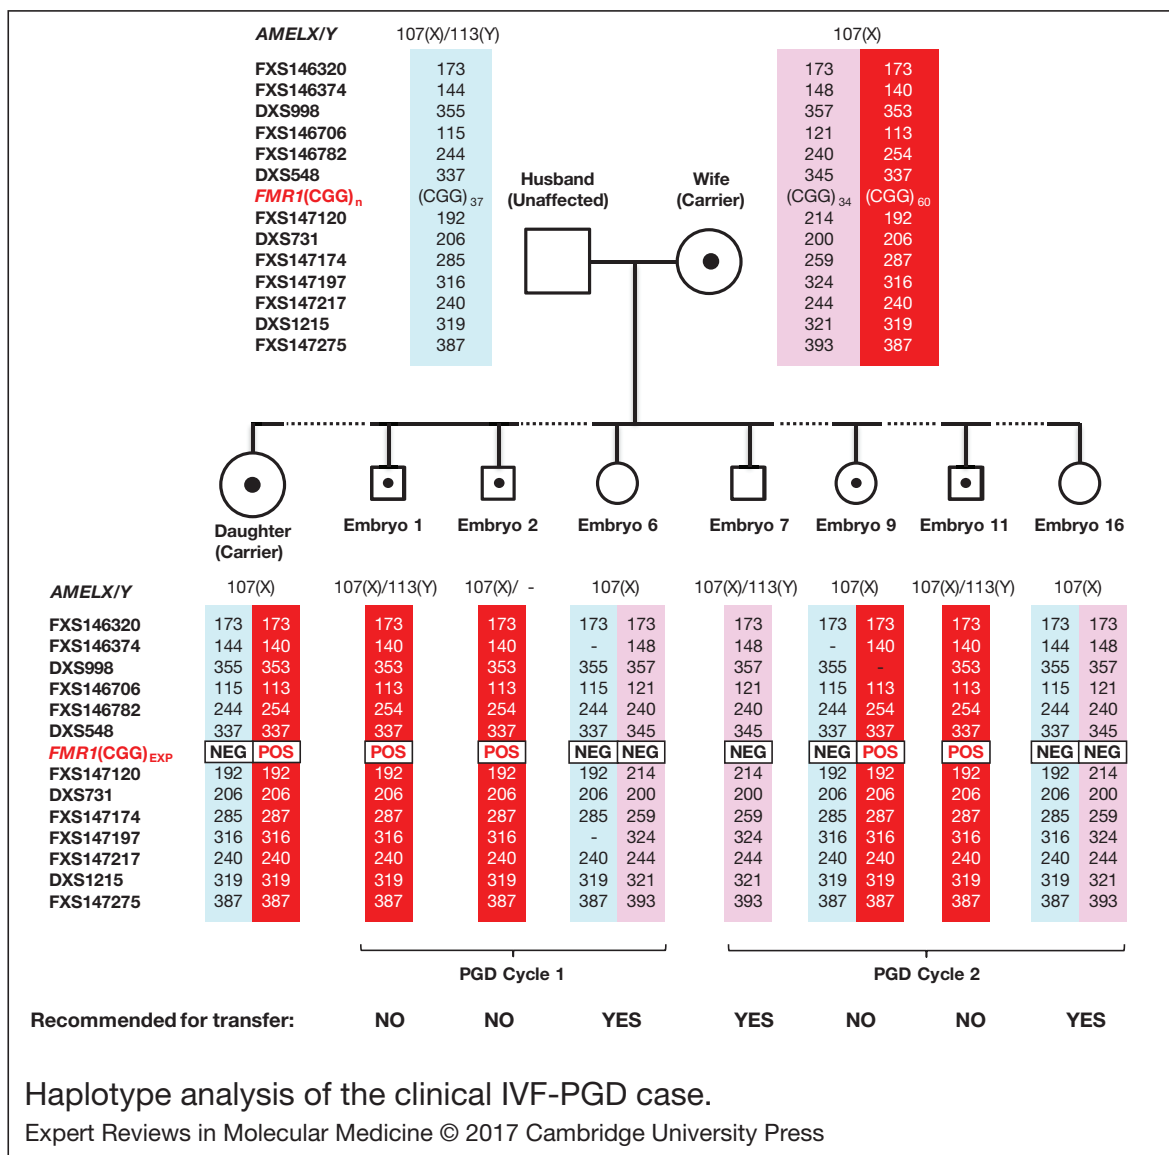 AMELX/Y 107(X)/113(Y) 107(X)
FXS146320 173 173 173
FXS146374 144 148 140
DXS998 355 357 353
FXS146706 115 121 113
FXS146782 244 240 254
DXS548 337 345 337
FMR1(CGG)n (CGG)37 (CGG)34 (CGG)60
FXS147120 192 214 192
DXS731 206 200 206
FXS147174 285 259 287
FXS147197 316 324 316
FXS147217 240 244 240
DXS1215 319 321 319
FXS147275 387 393 387
Husband
(Unaffected)
Wife
(Carrier)
Daughter
(Carrier)
Embryo 1 Embryo 2 Embryo 6 Embryo 7 Embryo 9 Embryo 11 Embryo 16
AMELX/Y 107(X) 107(X)/113(Y) 107(X)/ - 107(X) 107(X)/113(Y) 107(X) 107(X)/113(Y) 107(X)
FXS146320 173 173 173 173 173 173 173 173 173 173 173 173
FXS146374 144 140 140 140 - 148 148 - 140 140 144 148
DXS998 355 353 353 353 355 357 357 355 - 353 355 357
FXS146706 115 113 113 113 115 121 121 115 113 113 115 121
FXS146782 244 254 254 254 244 240 240 244 254 254 244 240
DXS548 337 337 337 337 337 345 345 337 337 337 337 345
FMR1(CGG)EXP NEG POS POS POS NEG NEG NEG NEG POS POS NEG NEG
FXS147120 192 192 192 192 192 214 214 192 192 192 192 214
DXS731 206 206 206 206 206 200 200 206 206 206 206 200
FXS147174 285 287 287 287 285 259 259 285 287 287 285 259
FXS147197 316 316 316 316 - 324 324 316 316 316 316 324
FXS147217 240 240 240 240 240 244 244 240 240 240 240 244
DXS1215 319 319 319 319 319 321 321 319 319 319 319 321
FXS147275 387 387 387 387 387 393 393 387 387 387 387 393
PGD Cycle 1 PGD Cycle 2
Recommended for transfer: NO NO YES YES NO NO YES
Haplotype analysis of the clinical IVF-PGD case.
Expert Reviews in Molecular Medicine © 2017 Cambridge University Press